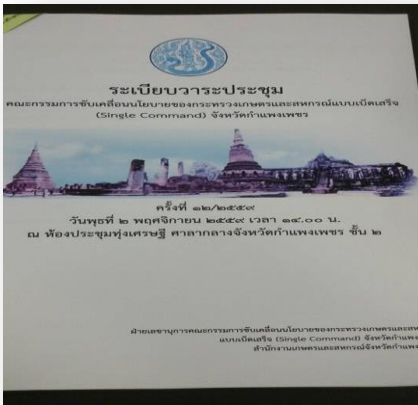 ระเบียบวาระประชุม
คณะกรรมการขับเคลื่อนนโยบายของกระทรวงเกษตรและสหกรณ์แบบเบ็ดเสร็จ
(Single Command) จังหวัดกำแพงเพชร
ครั้งที่ ๑๒/๒๕๕๙
วันพุธที่ ๒ พฤศจิกายน ๒๕๕๙ เวลา ๑๔.๐๐ น.
ณ ห้องประชุมทุ่งเศรษฐี ศาลากลางจังหวัดกำแพงเพชร ชั้น ๒
ฝ่ายเลขานุการคณะกรรมการขับเคลื่อนนโยบายของกระทรวงเกษตรและสห
แบบเบ็ดเสร็จ (Single Command) จังหวัดกำแพง
สำนักงานเกษตรและสหกรณ์จังหวัดกำแพ